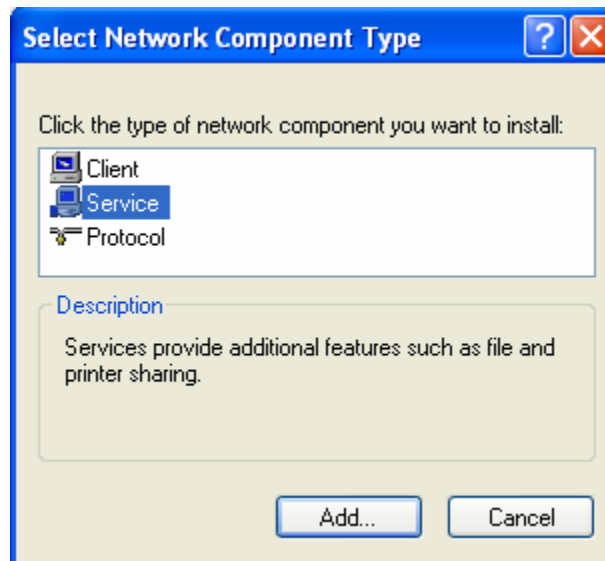 Select Network Component Type
Click the type of network component you want to install:
Client
Service
Protocol
Description
Services provide additional features such as file and
printer sharing.
Add... Cancel